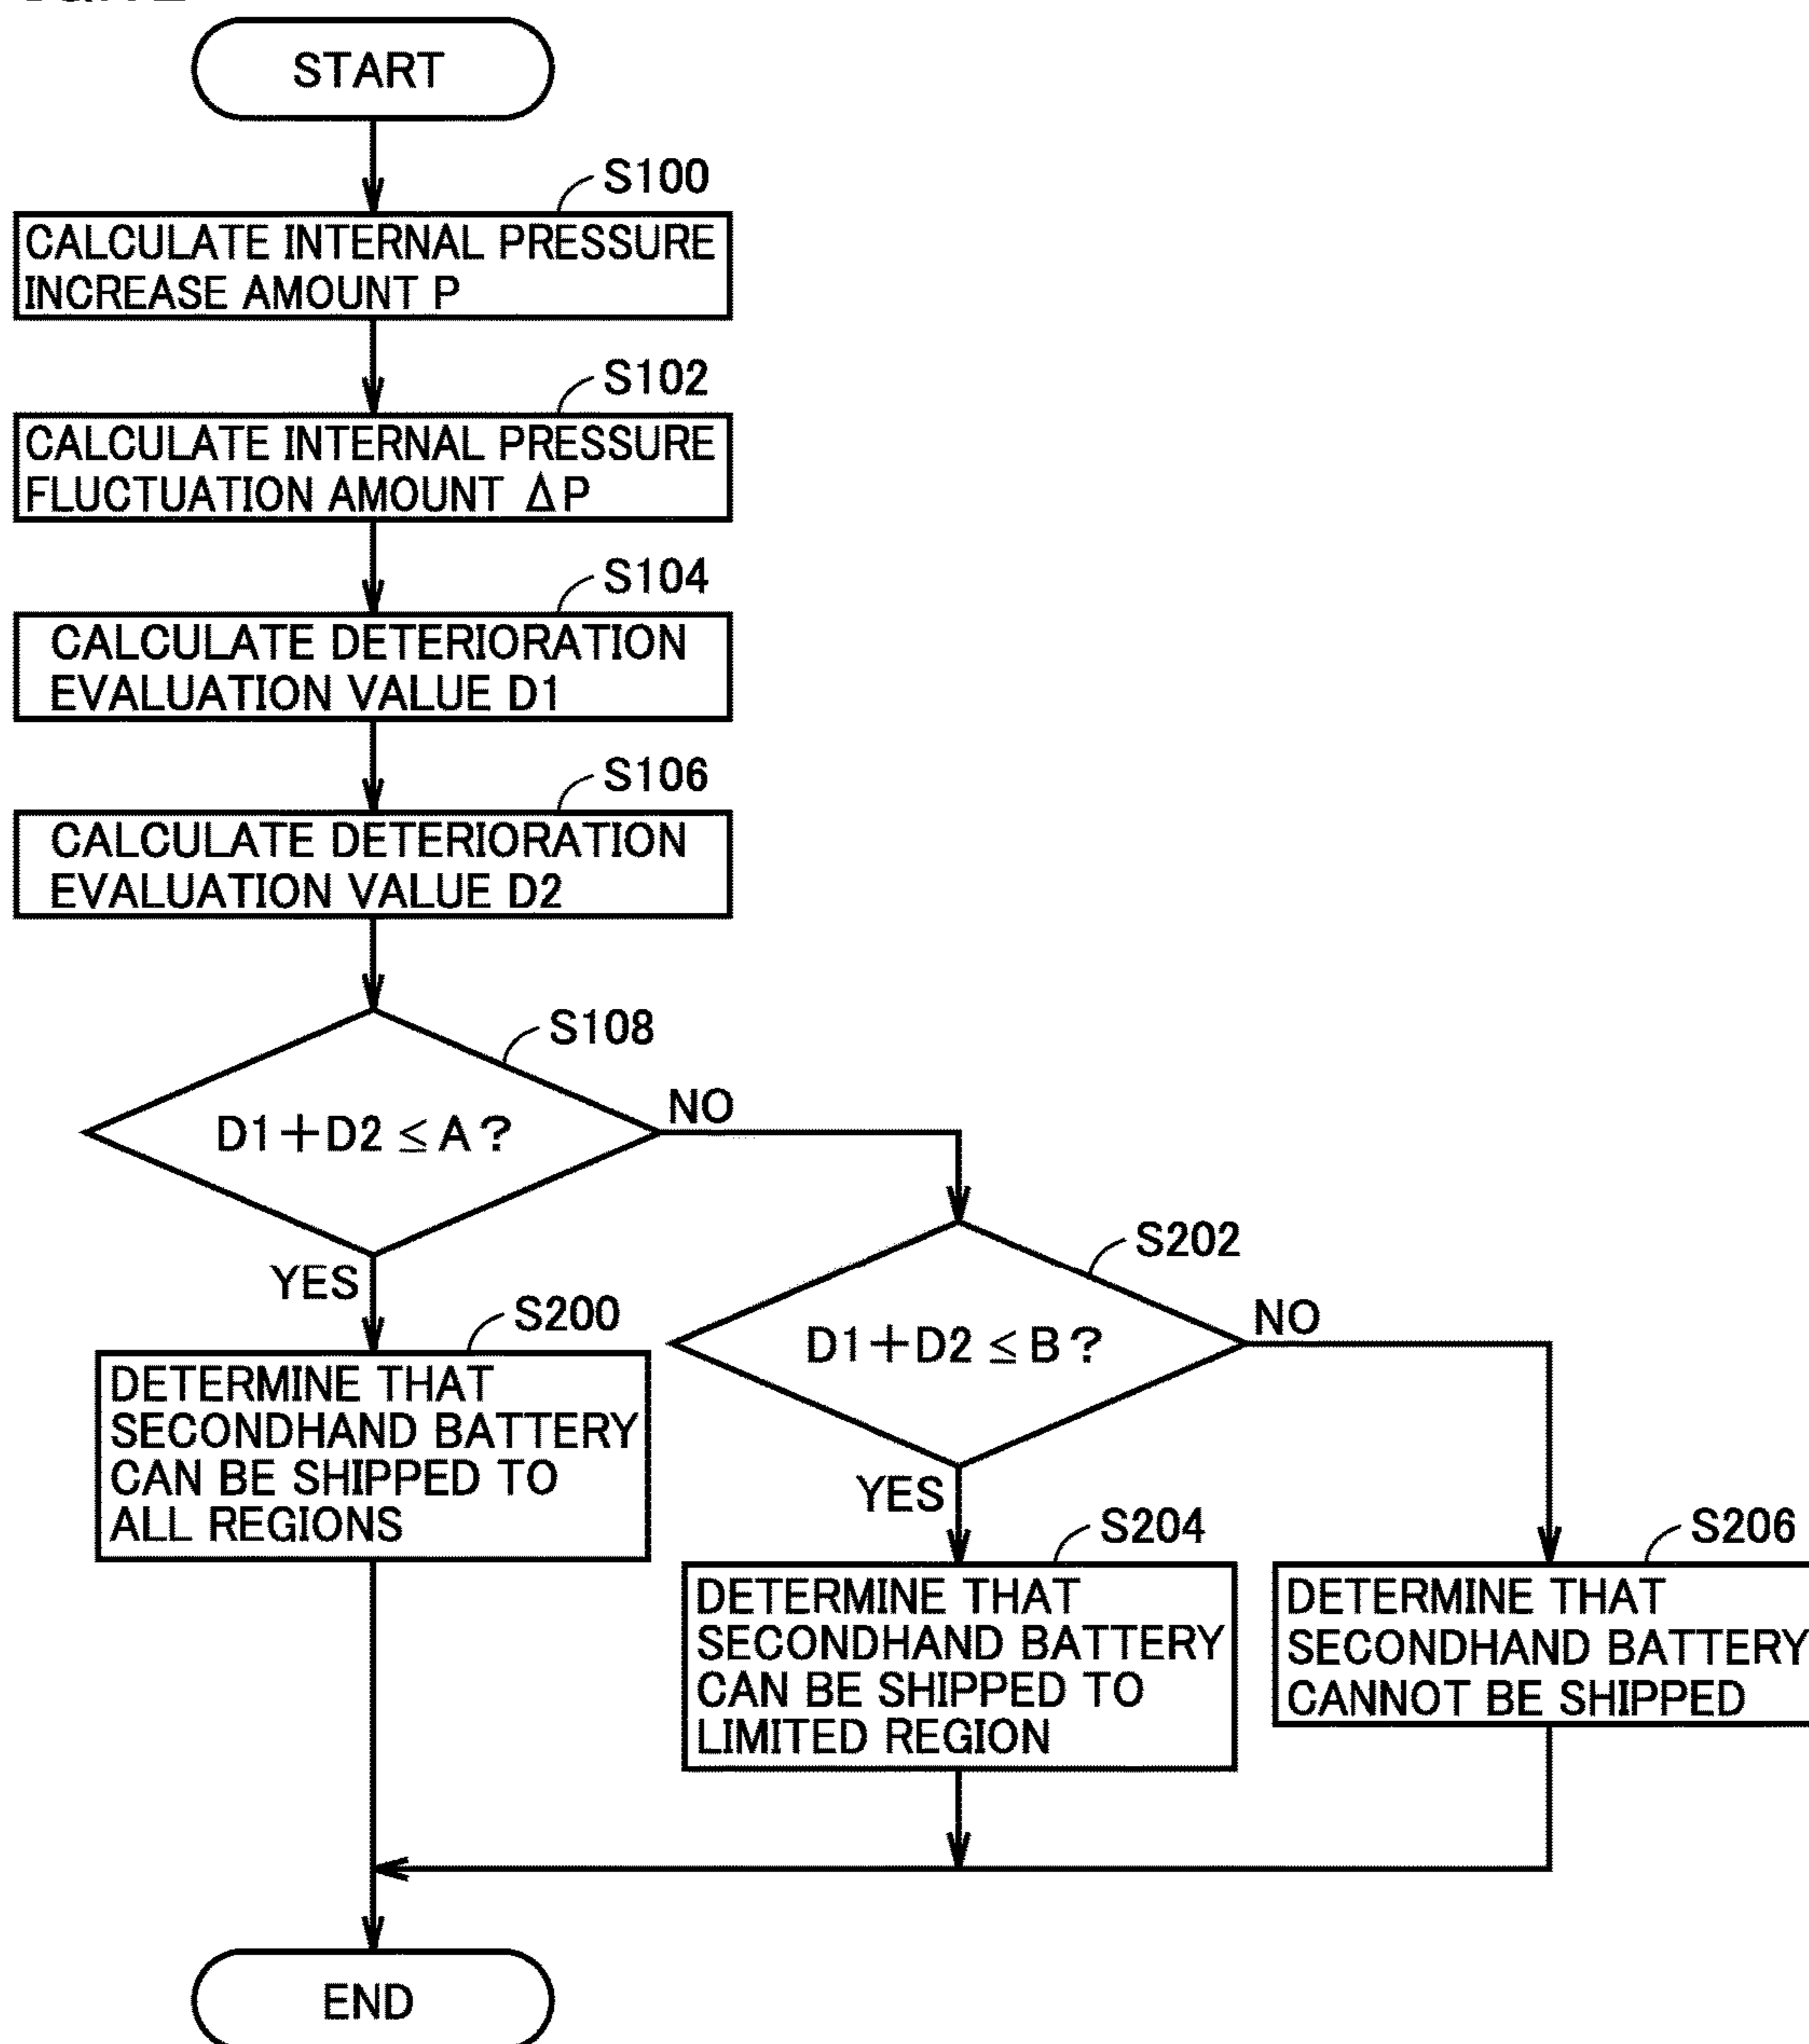 START
S100
CALCULATE INTERNAL PRESSURE
INCREASE AMOUNT P
S102
CALCULATE INTERNAL PRESSURE
FLUCTUATION AMOUNT ΔP
S104
CALCULATE DETERIORATION
EVALUATION VALUE D1
S106
CALCULATE DETERIORATION
EVALUATION VALUE D2
S108
D1+D2 ≤ A?
NO
YES
S202
D1+D2 ≤ B?
NO
YES
S200
DETERMINE THAT
SECONDHAND BATTERY
CAN BE SHIPPED TO
ALL REGIONS
S204
DETERMINE THAT
SECONDHAND BATTERY
CAN BE SHIPPED TO
LIMITED REGION
S206
DETERMINE THAT
SECONDHAND BATTERY
CANNOT BE SHIPPED
END